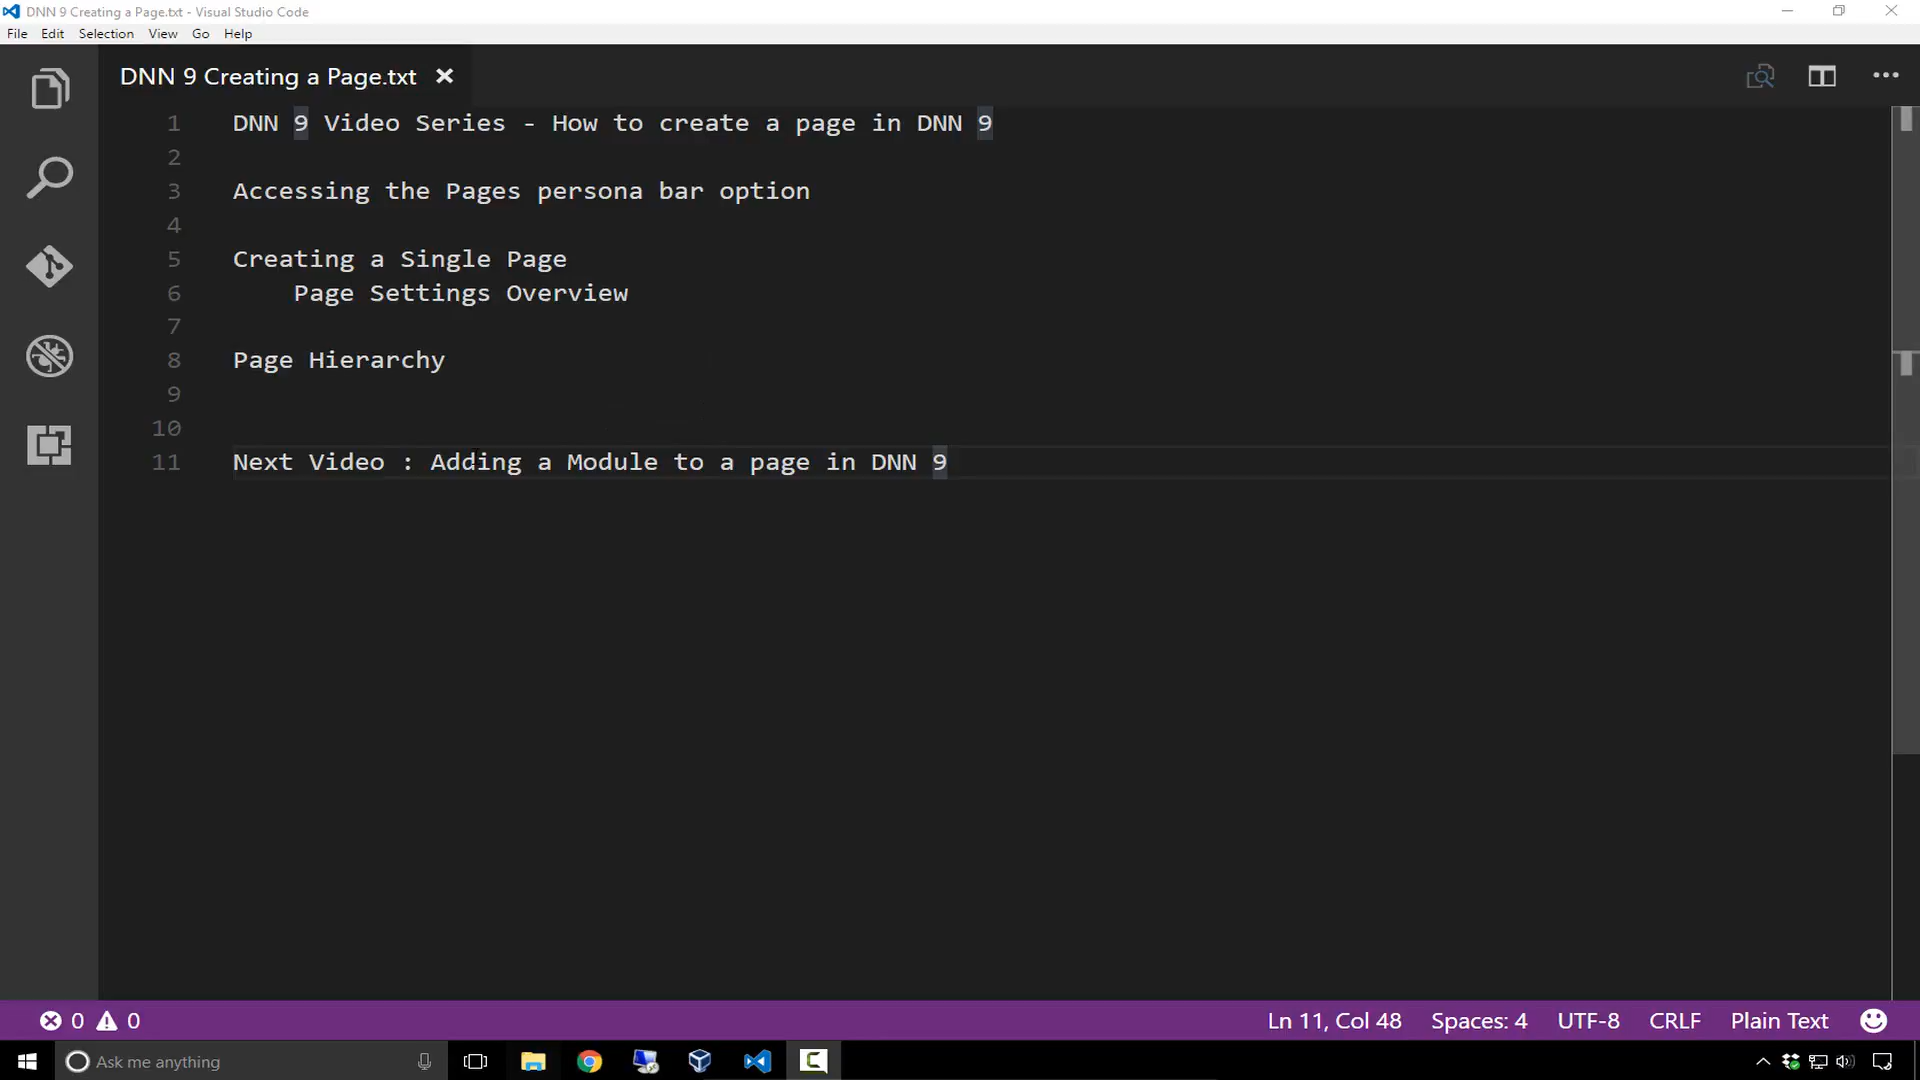 DNN 9 Creating a Page.txt - Visual Studio Code
File Edit Selection View Go Help
DNN 9 Creating a Page.txt
1 DNN 9 Video Series - How to create a page in DNN 9
2
3 Accessing the Pages persona bar option
4
5 Creating a Single Page
6 Page Settings Overview
7
8 Page Hierarchy
9
10
11 Next Video : Adding a Module to a page in DNN 9
0 0 Ln 11, Col 48 Spaces: 4 UTF-8 CRLF Plain Text
Ask me anything